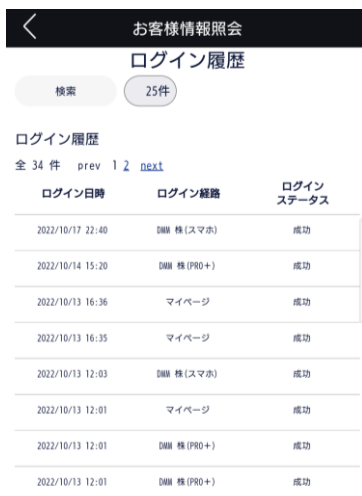 お客様情報照会
ログイン履歴
検索 25件
ログイン履歴
全 34 件 prev 1 2 next
ログイン日時 ログイン経路 ログイン
ステータス
2022/10/17 22:40 DMM 株(スマホ) 成功
2022/10/14 15:20 DMM 株(PRO+) 成功
2022/10/13 16:36 マイページ 成功
2022/10/13 16:35 マイページ 成功
2022/10/13 12:03 DMM 株(スマホ) 成功
2022/10/13 12:01 マイページ 成功
2022/10/13 12:01 DMM 株(PRO+) 成功
2022/10/13 12:01 DMM 株(PRO+) 成功